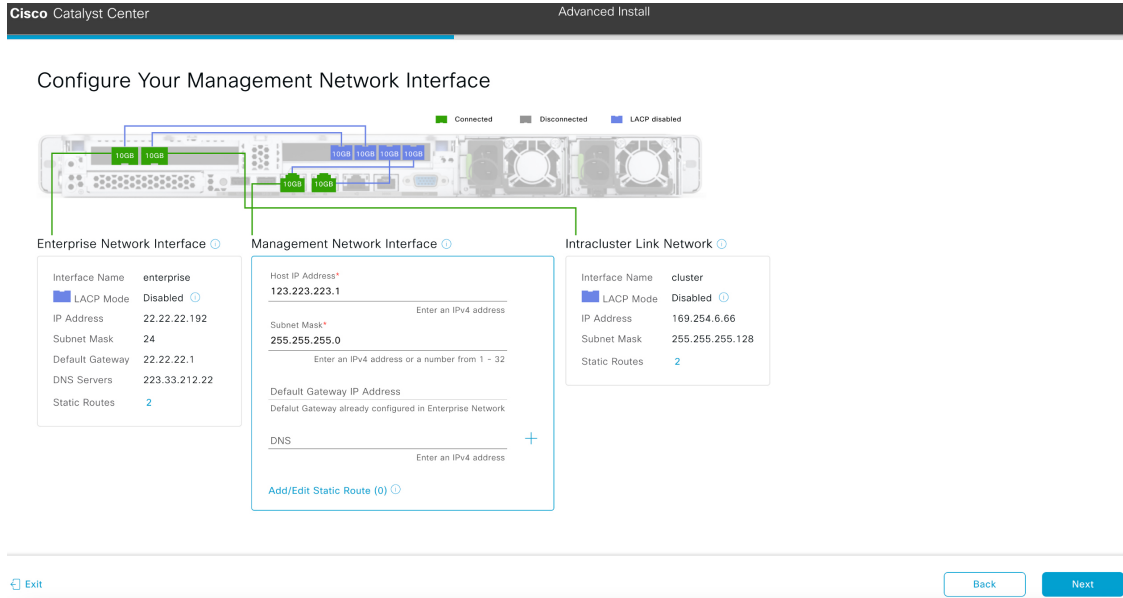 Cisco Catalyst Center
Advanced Install
Configure Your Management Network Interface
Connected
Disconnected
LACP disabled
10GB 10GB
10GB 10GB 10GB 10GB
10GB 10GB
Enterprise Network Interface
Interface Name enterprise
LACP Mode Disabled
IP Address 22.22.22.192
Subnet Mask 24
Default Gateway 22.22.22.1
DNS Servers 223.33.212.22
Static Routes 2
Management Network Interface
Host IP Address*
123.223.223.1
Enter an IPv4 address
Subnet Mask*
255.255.255.0
Enter an IPv4 address or a number from 1 - 32
Default Gateway IP Address
Defalut Gateway already configured in Enterprise Network
DNS
Enter an IPv4 address
Add/Edit Static Route (0)
Intracluster Link Network
Interface Name cluster
LACP Mode Disabled
IP Address 169.254.6.66
Subnet Mask 255.255.255.128
Static Routes 2
Exit
Back
Next